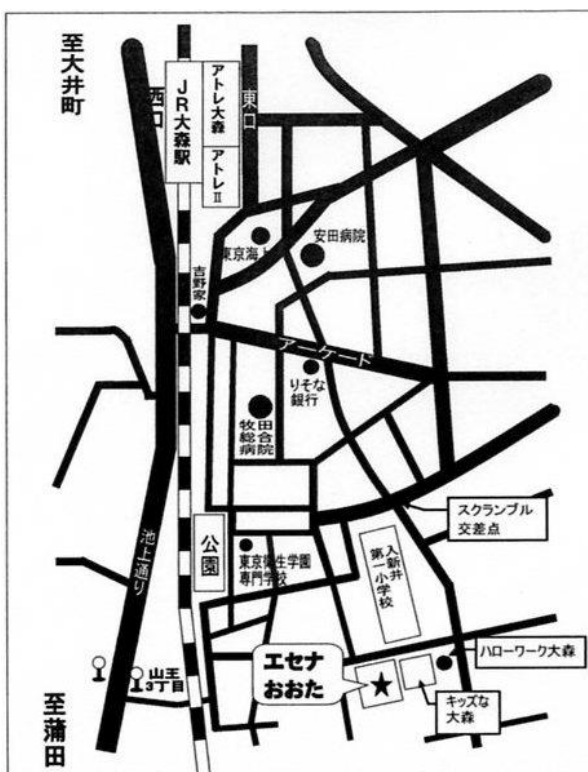 至大井町
西口
JR大森駅
アトレ大森
アトレⅡ
東口
東京海上
安田病院
吉野家
アーケード
りそな
銀行
牧田
総合
病院
スクランブル
交差点
公園
池上通り
東京衛生学園
専門学校
入新井
第一小学校
ハローワーク大森
エセナ
おおた
キッズな
大森
山王
3丁目
至蒲田